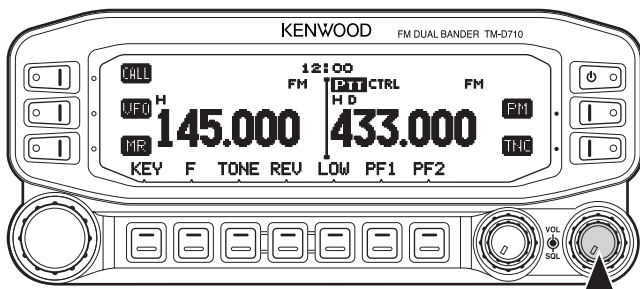 KENWOOD FM DUAL BANDER TM-D710
12:00
CALL FM PTT CTRL FM
VFO H H D PM
MR 145.000 433.000 TNC
KEY F TONE REV LOW PF1 PF2
VOL
SQL